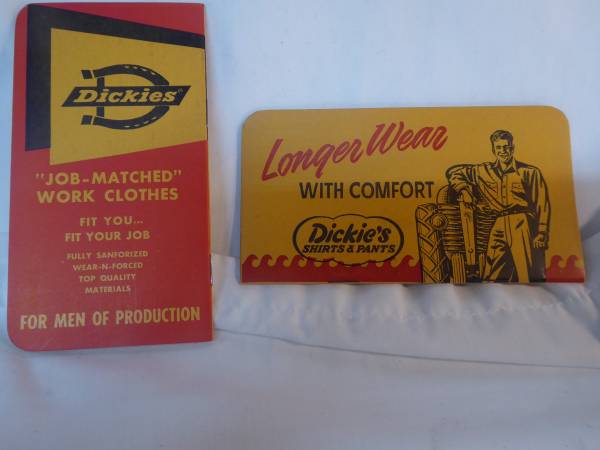 Dickies®
"JOB-MATCHED"
WORK CLOTHES
FIT YOU...
FIT YOUR JOB
FULLY SANFORIZED
WEAR-N-FORCED
TOP QUALITY
MATERIALS
FOR MEN OF PRODUCTION
Longer Wear
WITH COMFORT
Dickie's
SHIRTS & PANTS